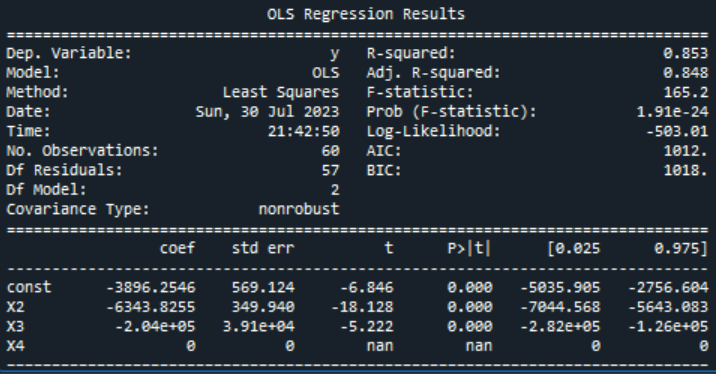 OLS Regression Results
==============================================================================
Dep. Variable:                      y   R-squared:                       0.853
Model:                            OLS   Adj. R-squared:                  0.848
Method:                 Least Squares   F-statistic:                     165.2
Date:                Sun, 30 Jul 2023   Prob (F-statistic):           1.91e-24
Time:                        21:42:50   Log-Likelihood:                -503.01
No. Observations:                  60   AIC:                             1012.
Df Residuals:                      57   BIC:                             1018.
Df Model:                           2
Covariance Type:            nonrobust
==============================================================================
                 coef    std err          t      P>|t|      [0.025      0.975]
------------------------------------------------------------------------------
const      -3896.2546    569.124     -6.846      0.000   -5035.905   -2756.604
X2         -6343.8255    349.940    -18.128      0.000   -7044.568   -5643.083
X3          -2.04e+05   3.91e+04     -5.222      0.000   -2.82e+05   -1.26e+05
X4                  0          0        nan        nan           0           0
------------------------------------------------------------------------------